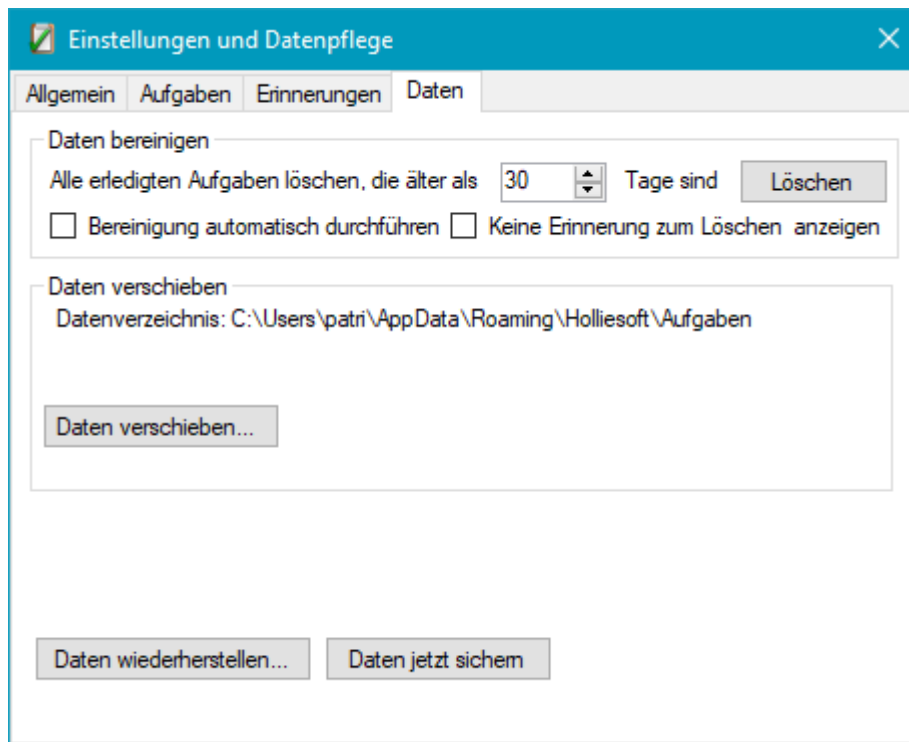 Einstellungen und Datenpflege
Allgemein Aufgaben Erinnerungen Daten
Daten bereinigen
Alle erledigten Aufgaben löschen, die älter als 30 Tage sind Löschen
Bereinigung automatisch durchführen Keine Erinnerung zum Löschen anzeigen
Daten verschieben
Datenverzeichnis: C:\Users\patri\AppData\Roaming\Holliesoft\Aufgaben
Daten verschieben...
Daten wiederherstellen... Daten jetzt sichern